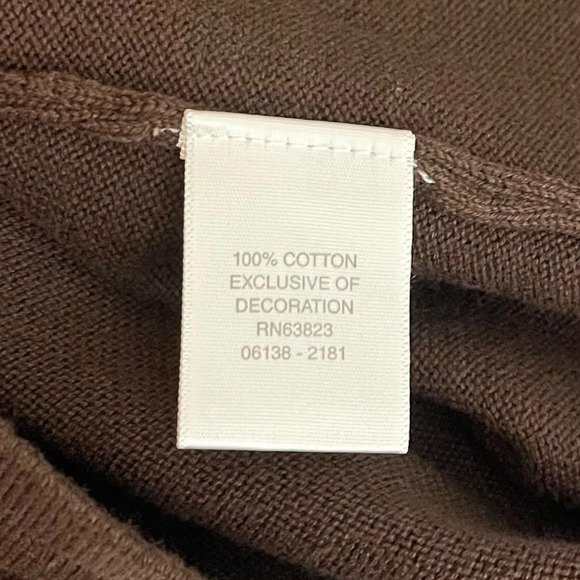 100% COTTON
EXCLUSIVE OF
DECORATION
RN63823
06138 - 2181